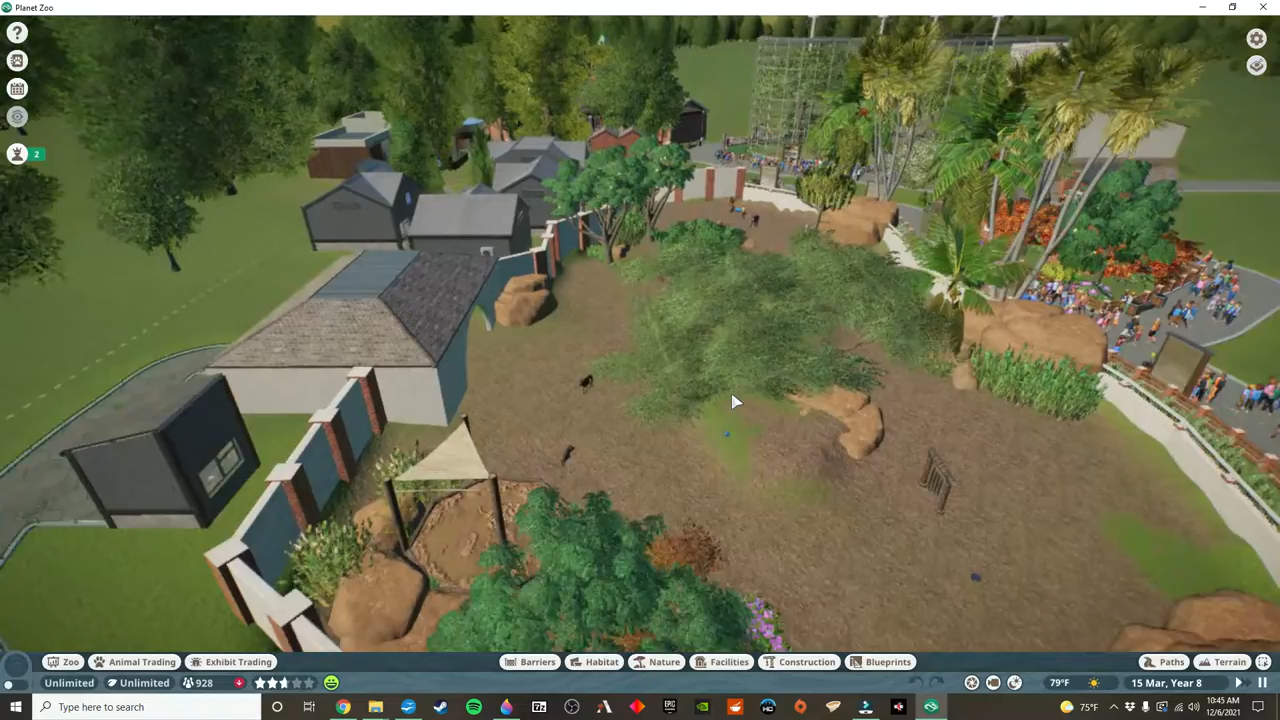 Planet Zoo
?
2
Zoo Animal Trading Exhibit Trading Barriers Habitat Nature Facilities Construction Blueprints Paths Terrain
Unlimited Unlimited 928 79°F 15 Mar, Year 8
Type here to search 75°F 10:45 AM
12/6/2021